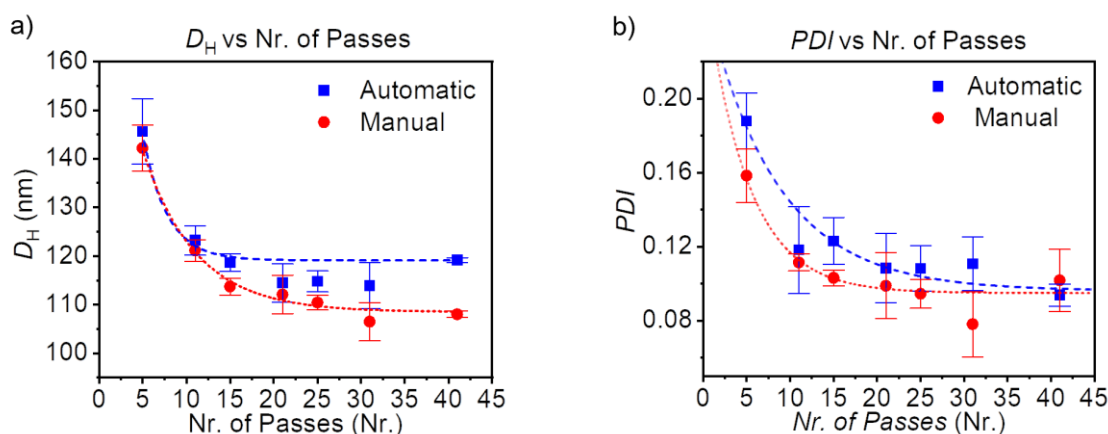 a)
D_H vs Nr. of Passes
160
150
140
130
120
110
100
D_H (nm)
Automatic
Manual
0 5 10 15 20 25 30 35 40 45
Nr. of Passes (Nr.)
b)
PDI vs Nr. of Passes
0.20
0.16
0.12
0.08
PDI
Automatic
Manual
0 5 10 15 20 25 30 35 40 45
Nr. of Passes (Nr.)